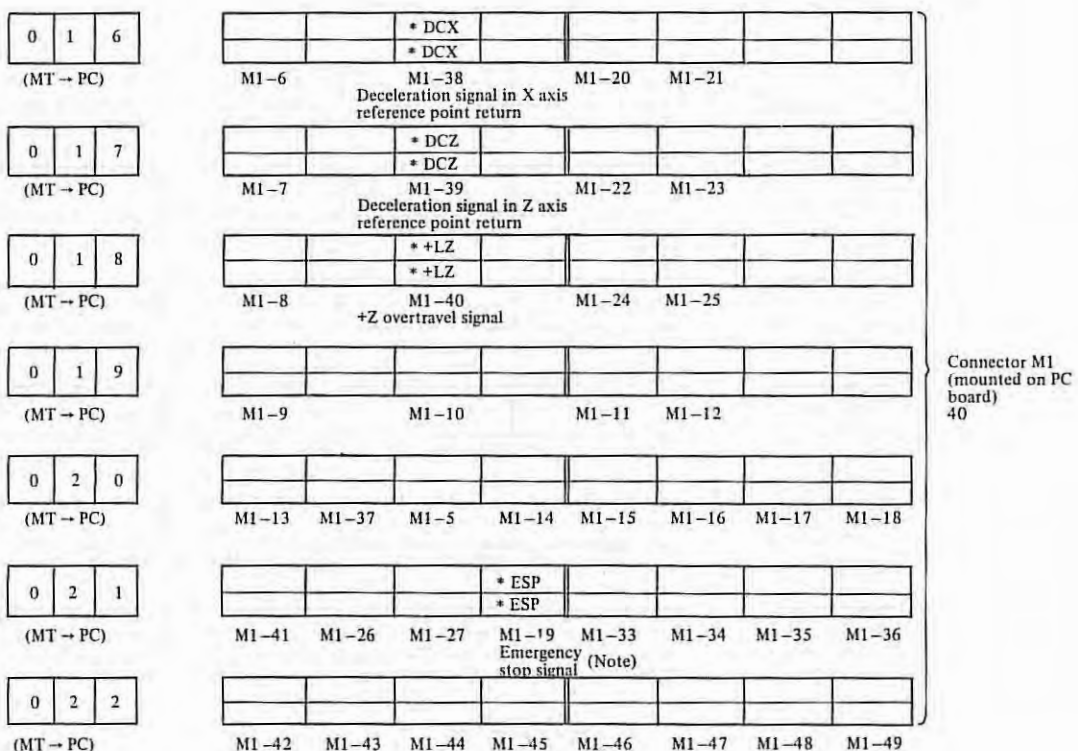 0 1 6
* DCX
* DCX
(MT → PC)
M1−6 M1−38 M1−20 M1−21
Deceleration signal in X axis
reference point return
0 1 7
* DCZ
* DCZ
(MT → PC)
M1−7 M1−39 M1−22 M1−23
Deceleration signal in Z axis
reference point return
0 1 8
* +LZ
* +LZ
(MT → PC)
M1−8 M1−40 M1−24 M1−25
+Z overtravel signal
0 1 9
(MT → PC)
M1−9 M1−10 M1−11 M1−12
Connector M1
(mounted on PC
board)
40
0 2 0
(MT → PC)
M1−13 M1−37 M1−5 M1−14 M1−15 M1−16 M1−17 M1−18
0 2 1
* ESP
* ESP
(MT → PC)
M1−41 M1−26 M1−27 M1−19 M1−33 M1−34 M1−35 M1−36
Emergency
stop signal (Note)
0 2 2
(MT → PC)
M1−42 M1−43 M1−44 M1−45 M1−46 M1−47 M1−48 M1−49